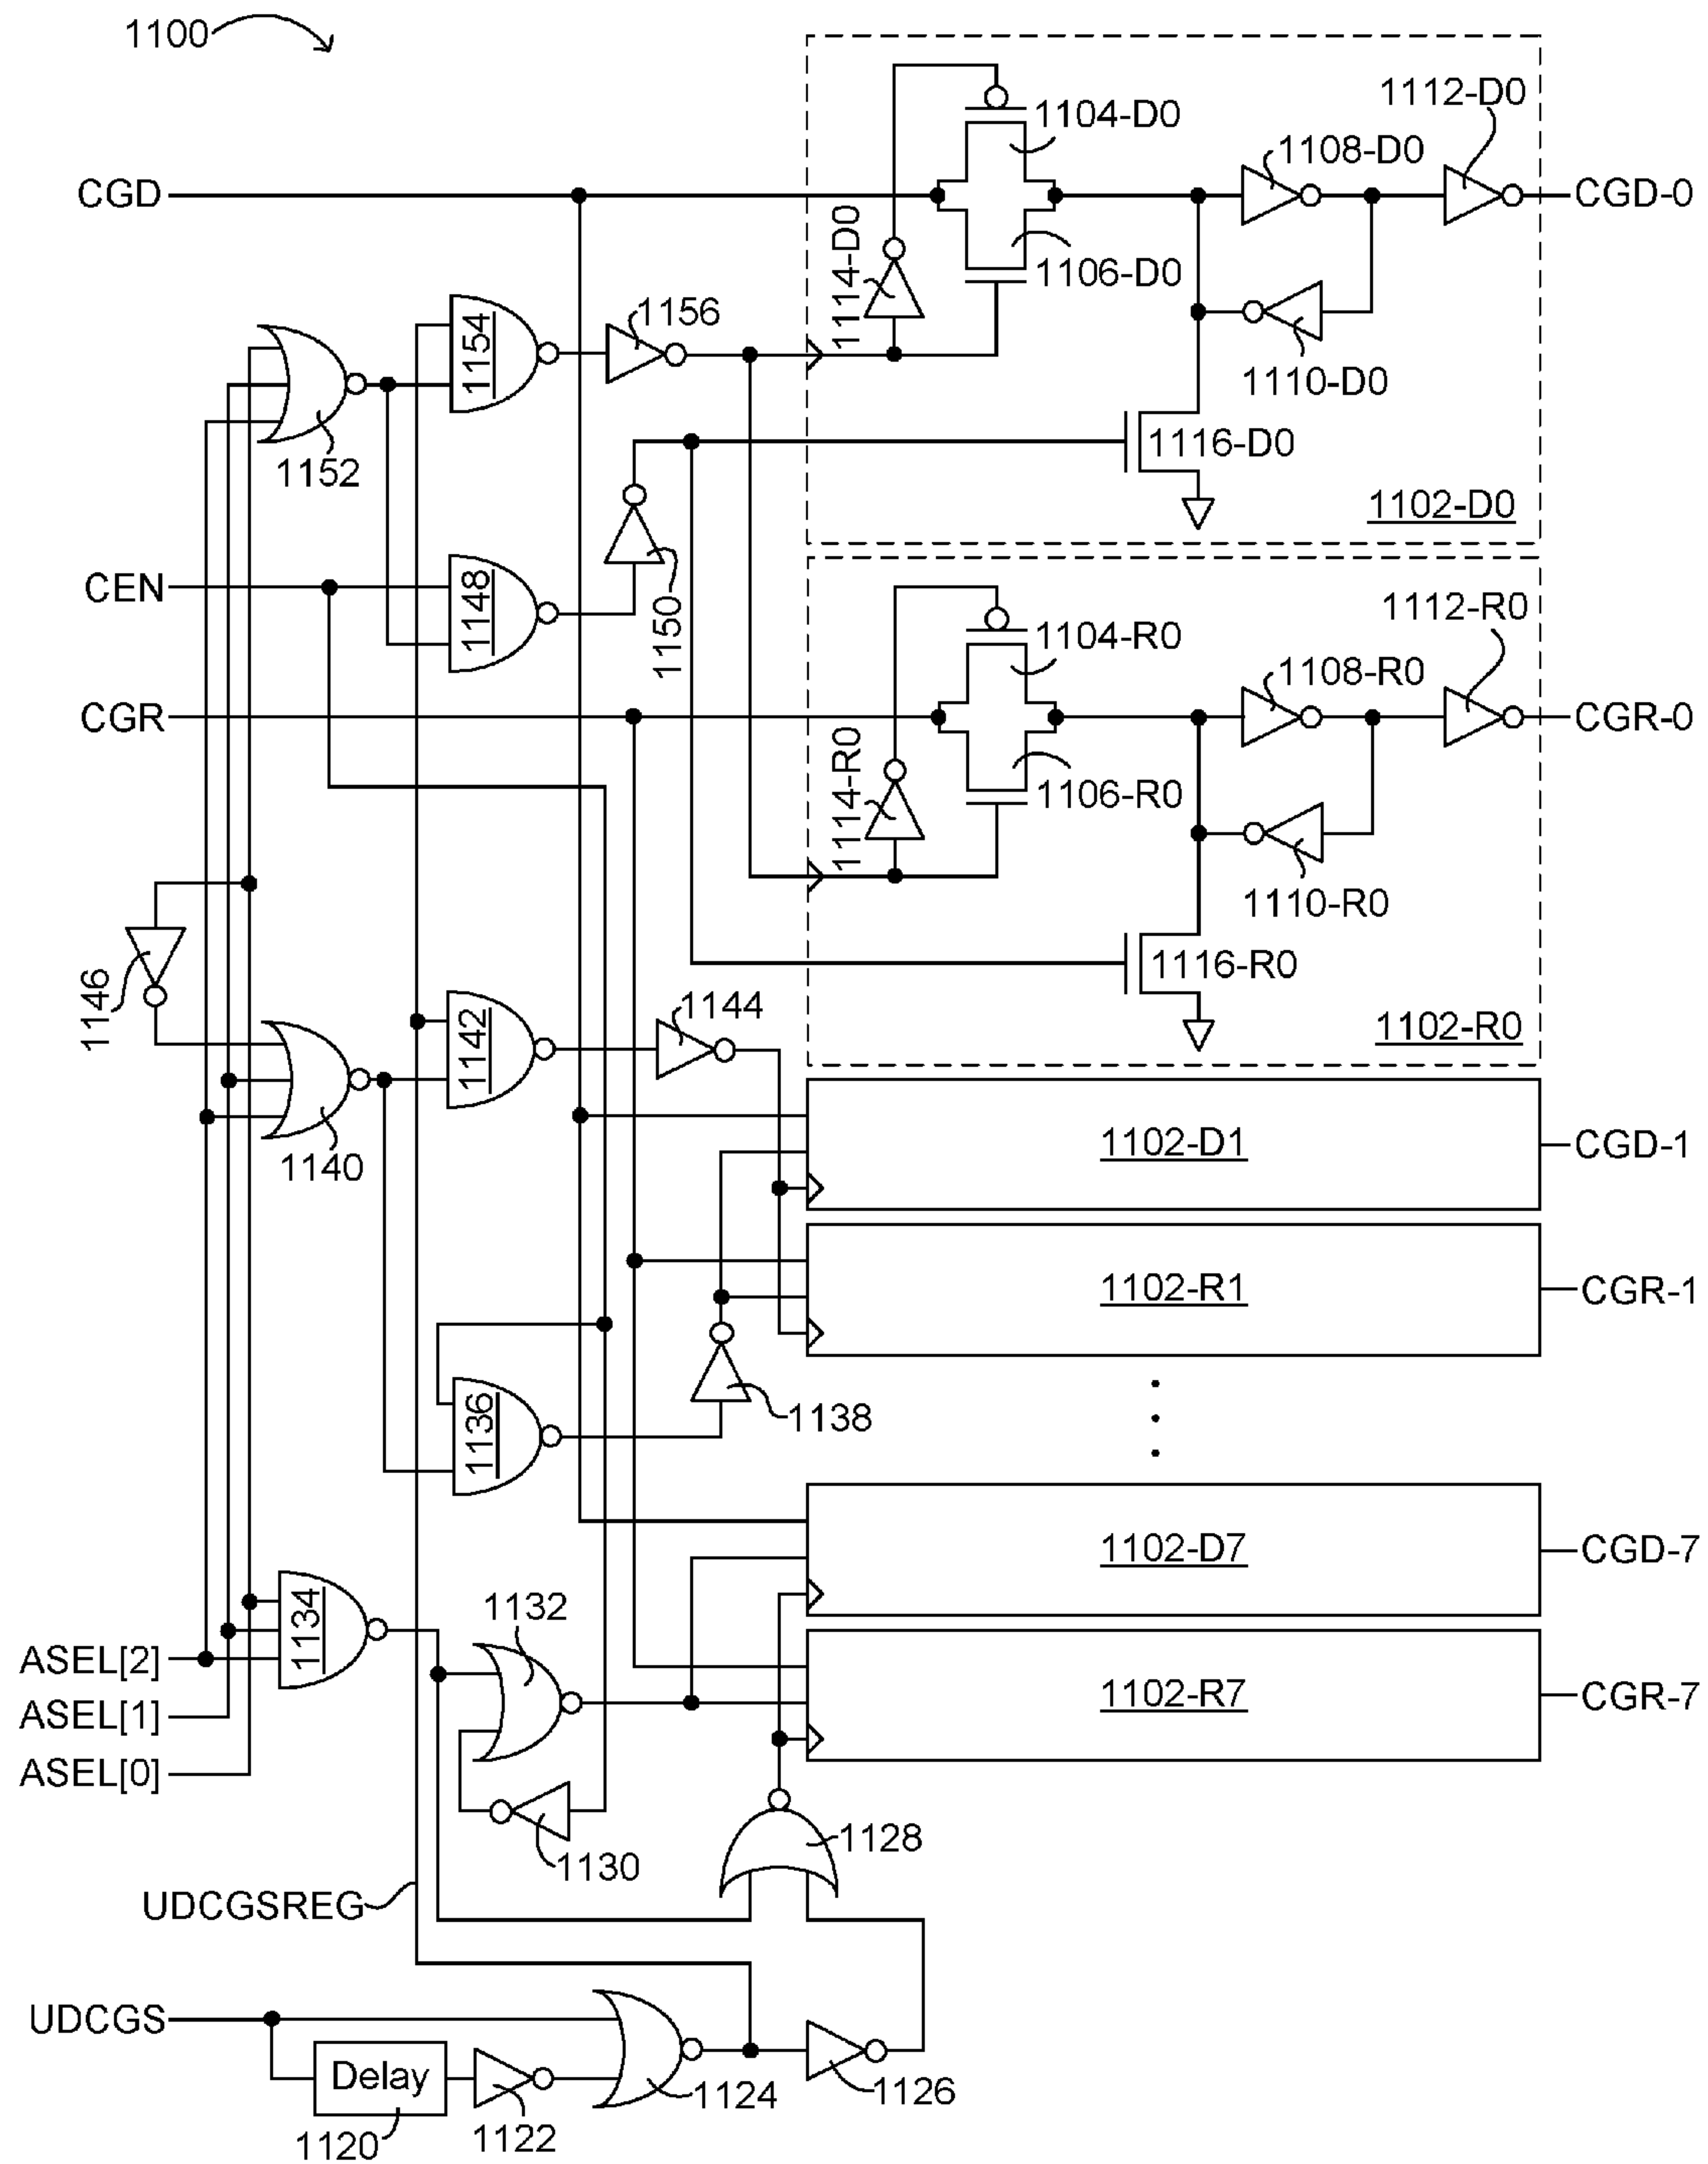 1100
1104-D0
1112-D0
1108-D0
CGD
CGD-0
1114-D0
1106-D0
1154
1156
1110-D0
1116-D0
1152
1102-D0
CEN
1148
1150
1104-R0
1112-R0
1108-R0
CGR
CGR-0
1114-R0
1106-R0
1110-R0
1116-R0
1146
1142
1144
1102-R0
1140
1102-D1
CGD-1
1102-R1
CGR-1
1136
1138
1102-D7
CGD-7
1134
1132
ASEL[2]
1102-R7
CGR-7
ASEL[1]
ASEL[0]
1128
1130
UDCGSREG
UDCGS
Delay
1124
1126
1120
1122